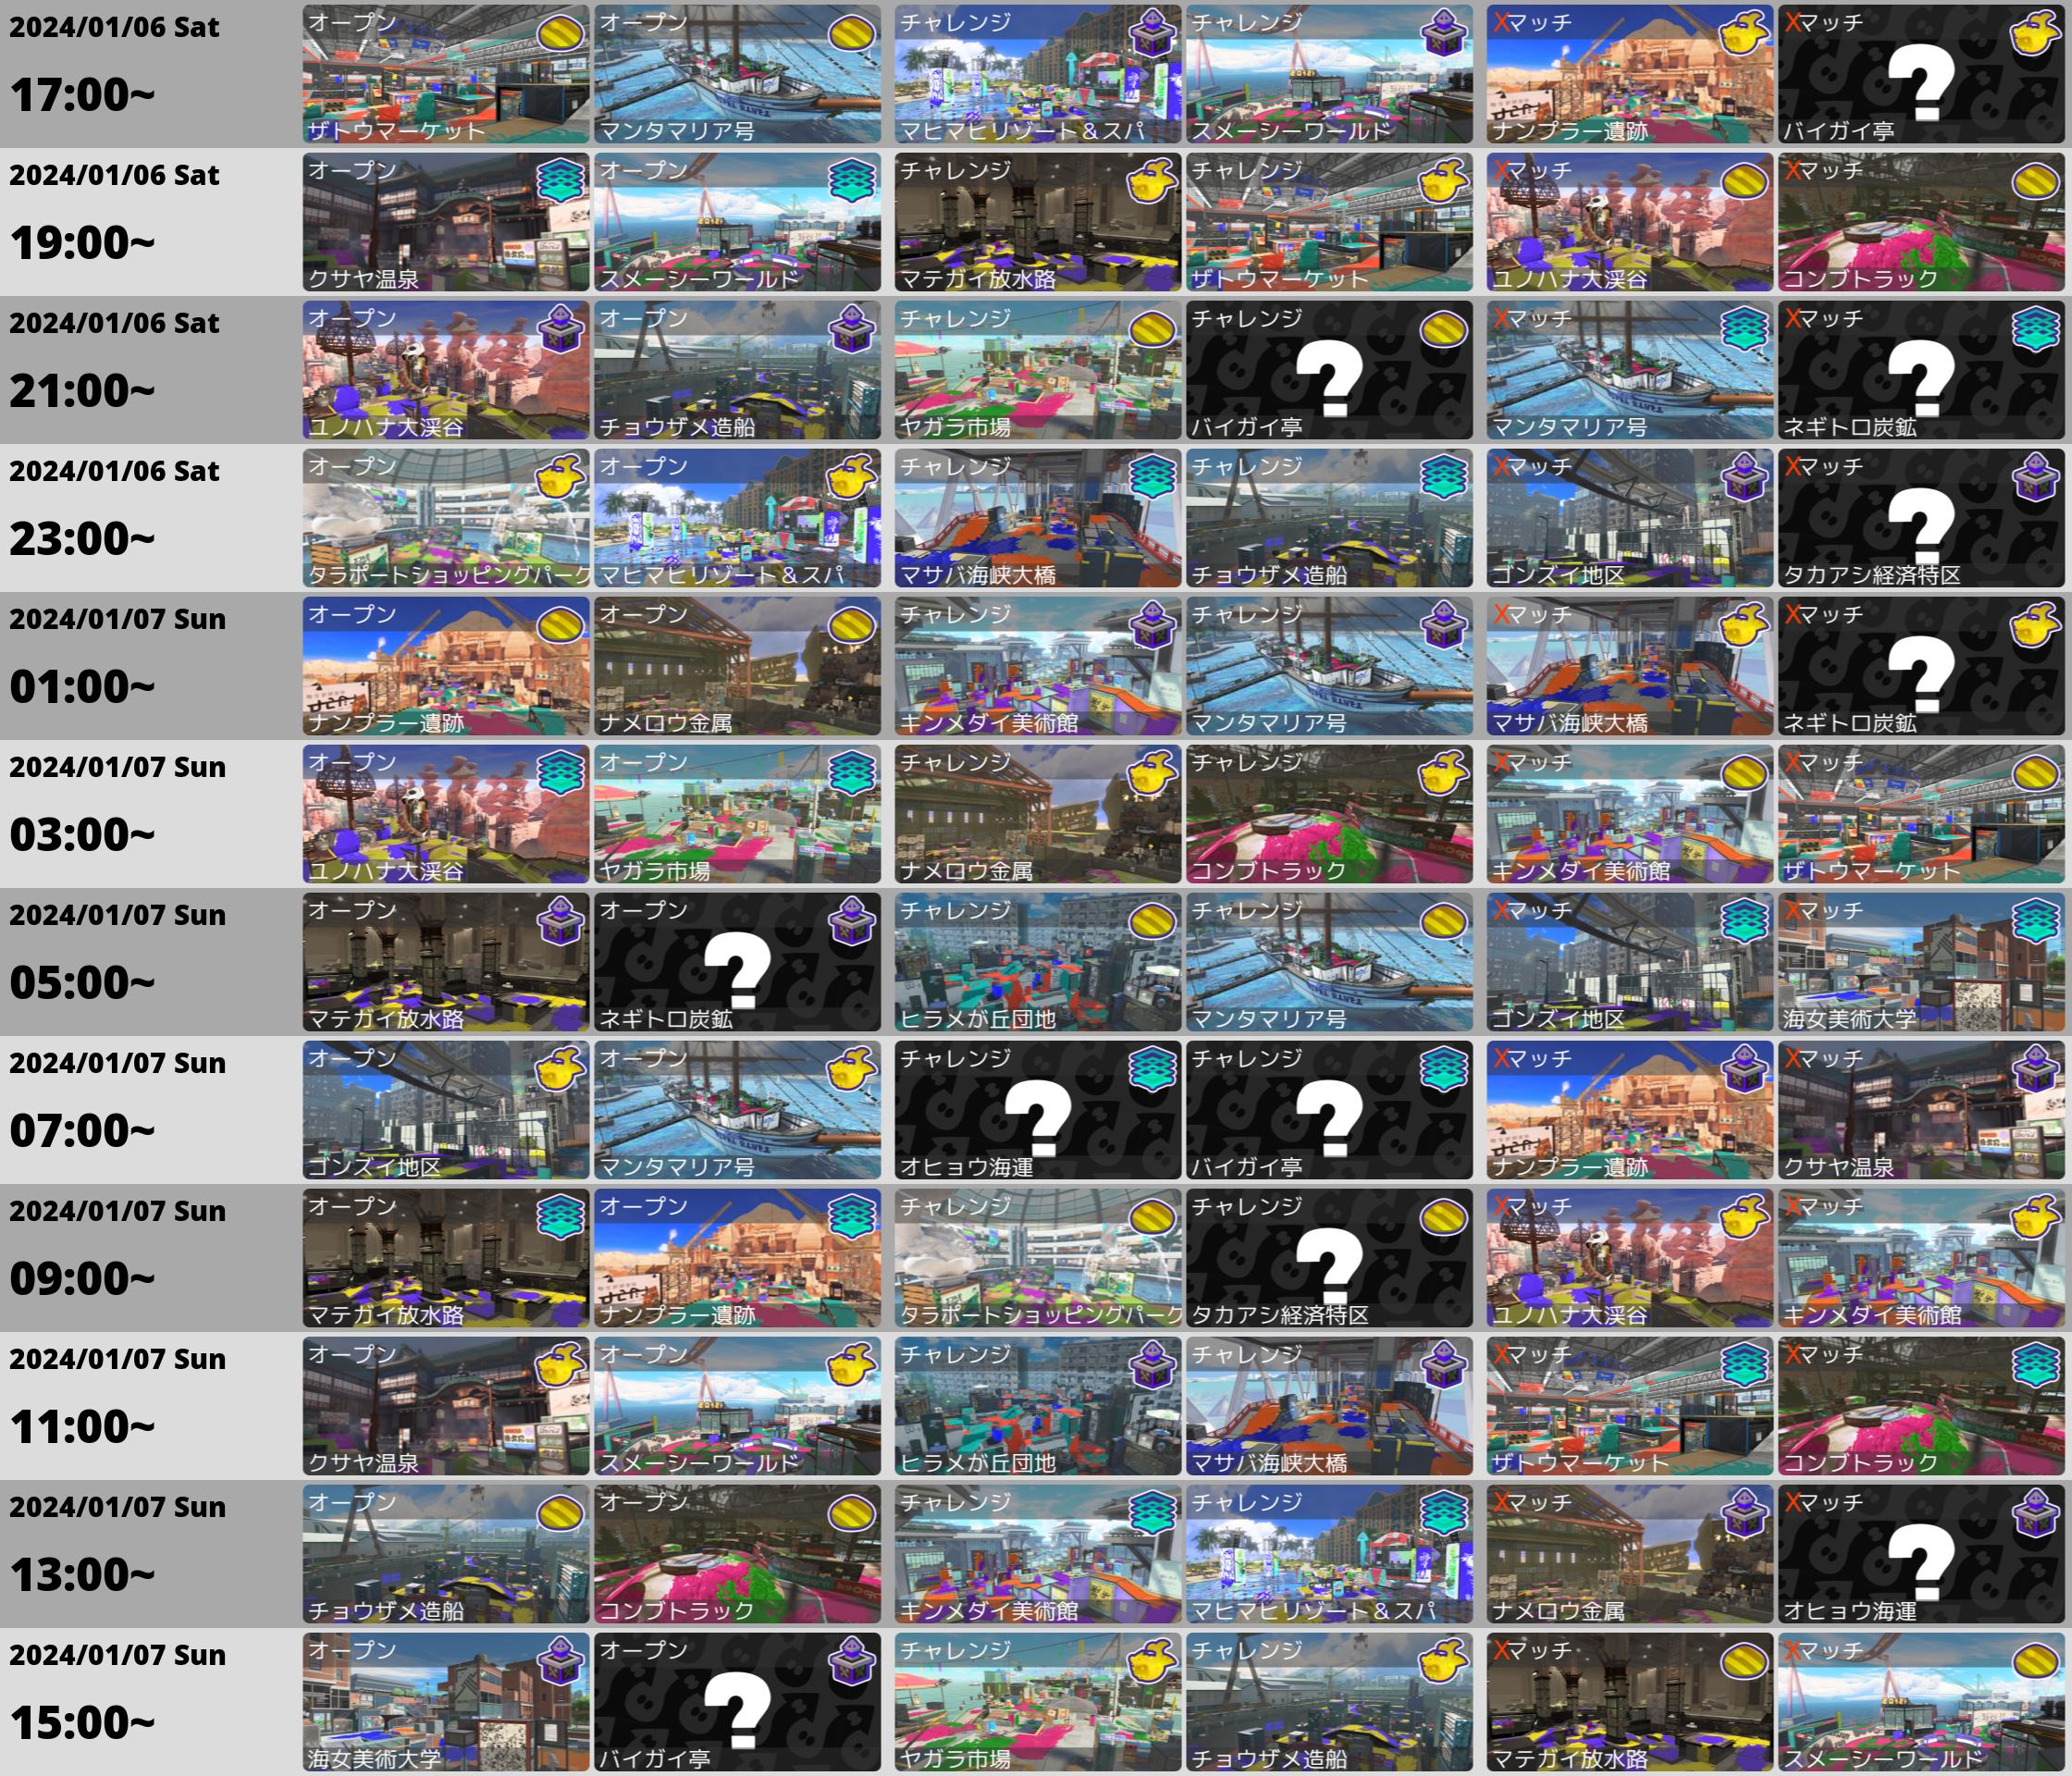 2024/01/06 Sat
17:00~
オープン オープン チャレンジ チャレンジ Xマッチ Xマッチ
ザトウマーケット マンタマリア号 マヒマヒリゾート＆スパ スメーシーワールド ナンプラー遺跡 バイガイ亭
2024/01/06 Sat
19:00~
オープン オープン チャレンジ チャレンジ Xマッチ Xマッチ
クサヤ温泉 スメーシーワールド マテガイ放水路 ザトウマーケット ユノハナ大渓谷 コンブトラック
2024/01/06 Sat
21:00~
オープン オープン チャレンジ チャレンジ Xマッチ Xマッチ
ユノハナ大渓谷 チョウザメ造船 ヤガラ市場 バイガイ亭 マンタマリア号 ネギトロ炭鉱
2024/01/06 Sat
23:00~
オープン オープン チャレンジ チャレンジ Xマッチ Xマッチ
タラポートショッピングパーク マヒマヒリゾート＆スパ マサバ海峡大橋 チョウザメ造船 ゴンズイ地区 タカアシ経済特区
2024/01/07 Sun
01:00~
オープン オープン チャレンジ チャレンジ Xマッチ Xマッチ
ナンプラー遺跡 ナメロウ金属 キンメダイ美術館 マンタマリア号 マサバ海峡大橋 ネギトロ炭鉱
2024/01/07 Sun
03:00~
オープン オープン チャレンジ チャレンジ Xマッチ Xマッチ
ユノハナ大渓谷 ヤガラ市場 ナメロウ金属 コンブトラック キンメダイ美術館 ザトウマーケット
2024/01/07 Sun
05:00~
オープン オープン チャレンジ チャレンジ Xマッチ Xマッチ
マテガイ放水路 ネギトロ炭鉱 ヒラメが丘団地 マンタマリア号 ゴンズイ地区 海女美術大学
2024/01/07 Sun
07:00~
オープン オープン チャレンジ チャレンジ Xマッチ Xマッチ
ゴンズイ地区 マンタマリア号 オヒョウ海運 バイガイ亭 ナンプラー遺跡 クサヤ温泉
2024/01/07 Sun
09:00~
オープン オープン チャレンジ チャレンジ Xマッチ Xマッチ
マテガイ放水路 ナンプラー遺跡 タラポートショッピングパーク タカアシ経済特区 ユノハナ大渓谷 キンメダイ美術館
2024/01/07 Sun
11:00~
オープン オープン チャレンジ チャレンジ Xマッチ Xマッチ
クサヤ温泉 スメーシーワールド ヒラメが丘団地 マサバ海峡大橋 ザトウマーケット コンブトラック
2024/01/07 Sun
13:00~
オープン オープン チャレンジ チャレンジ Xマッチ Xマッチ
チョウザメ造船 コンブトラック キンメダイ美術館 マヒマヒリゾート＆スパ ナメロウ金属 オヒョウ海運
2024/01/07 Sun
15:00~
オープン オープン チャレンジ チャレンジ Xマッチ Xマッチ
海女美術大学 バイガイ亭 ヤガラ市場 チョウザメ造船 マテガイ放水路 スメーシーワールド